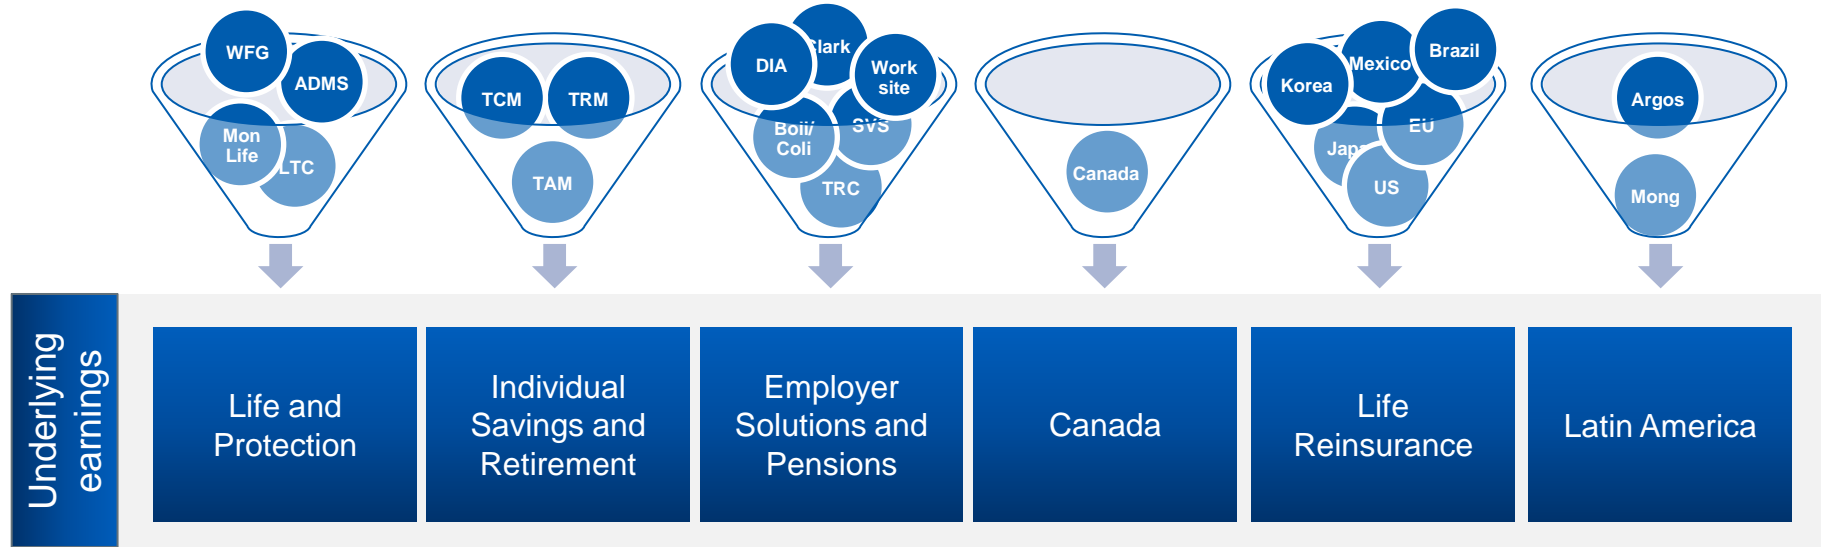 WFG
ADMS
Mon
Life
LTC
TCM
TRM
TAM
DIA
Clark
Work
site
Boli/
Coli
SVS
TRC
Canada
Korea
Mexico
Brazil
Japa
EU
US
Argos
Mong
Underlying
earnings
Life and
Protection
Individual
Savings and
Retirement
Employer
Solutions and
Pensions
Canada
Life
Reinsurance
Latin America